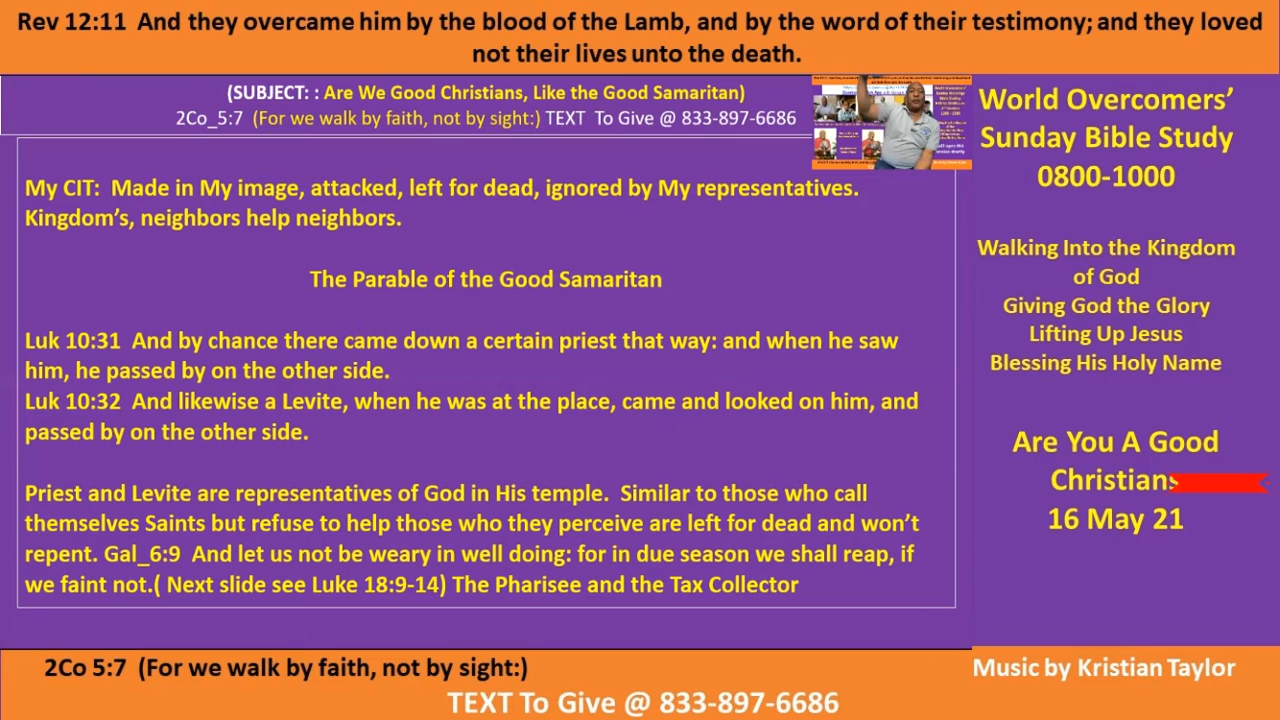 Rev 12:11 And they overcame him by the blood of the Lamb, and by the word of their testimony; and they loved
not their lives unto the death.
(SUBJECT: : Are We Good Christians, Like the Good Samaritan)
2Co_5:7 (For we walk by faith, not by sight:) TEXT To Give @ 833-897-6686
My CIT: Made in My image, attacked, left for dead, ignored by My representatives.
Kingdom's, neighbors help neighbors.
The Parable of the Good Samaritan
Luk 10:31 And by chance there came down a certain priest that way: and when he saw
him, he passed by on the other side.
Luk 10:32 And likewise a Levite, when he was at the place, came and looked on him, and
passed by on the other side.
Priest and Levite are representatives of God in His temple. Similar to those who call
themselves Saints but refuse to help those who they perceive are left for dead and won't
repent. Gal_6:9 And let us not be weary in well doing: for in due season we shall reap, if
we faint not.( Next slide see Luke 18:9-14) The Pharisee and the Tax Collector
World Overcomers'
Sunday Bible Study
0800-1000
Walking Into the Kingdom
of God
Giving God the Glory
Lifting Up Jesus
Blessing His Holy Name
Are You A Good
Christians
16 May 21
2Co 5:7 (For we walk by faith, not by sight:)
Music by Kristian Taylor
TEXT To Give @ 833-897-6686